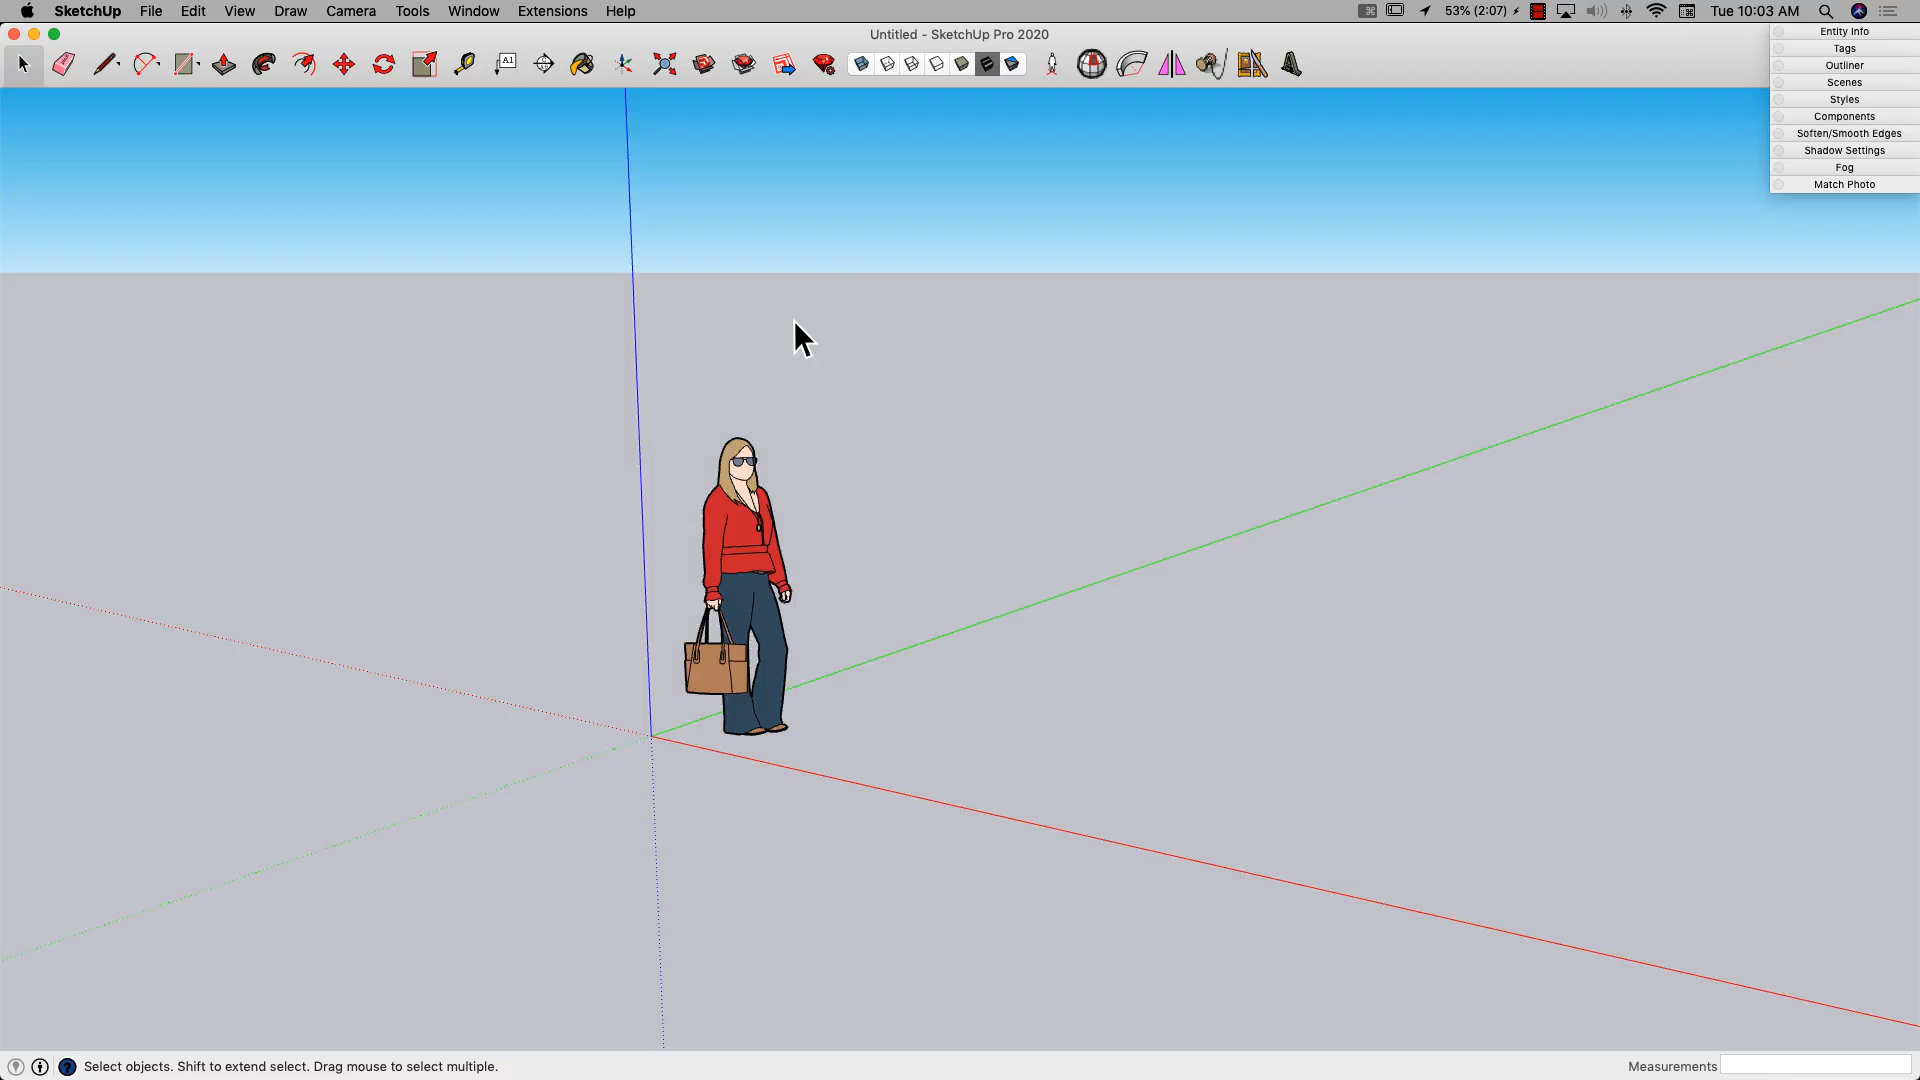 SketchUp File Edit View Draw Camera Tools Window Extensions Help 53% (2:07) Tue 10:03 AM
Untitled - SketchUp Pro 2020
A1
Entity Info
Tags
Outliner
Scenes
Styles
Components
Soften/Smooth Edges
Shadow Settings
Fog
Match Photo
Select objects. Shift to extend select. Drag mouse to select multiple. Measurements